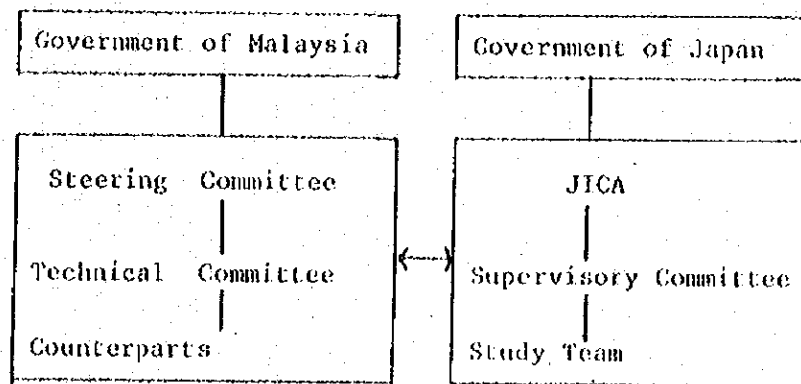 Government of Malaysia
Government of Japan
Steering Committee
Technical Committee
Counterparts
JICA
Supervisory Committee
Study Team